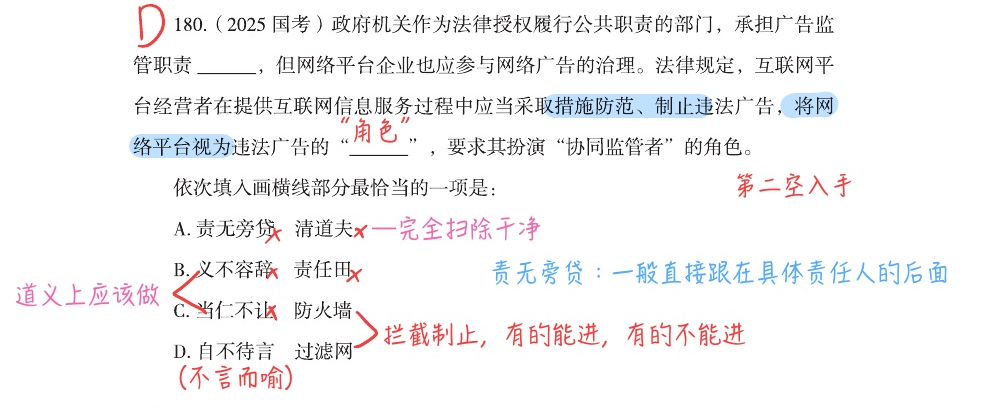 D 180.（2025 国考）政府机关作为法律授权履行公共职责的部门，承担广告监
管职责 ______，但网络平台企业也应参与网络广告的治理。法律规定，互联网平
台经营者在提供互联网信息服务过程中应当采取措施防范、制止违法广告，将网
“角色”
络平台视为违法广告的“______”，要求其扮演“协同监管者”的角色。
依次填入画横线部分最恰当的一项是：
第二空入手
A. 责无旁贷 清道夫 —完全扫除干净
B. 义不容辞 责任田
责无旁贷：一般直接跟在具体责任人的后面
道义上应该做
C. 当仁不让 防火墙
拦截制止，有的能进，有的不能进
D. 自不待言 过滤网
(不言而喻)